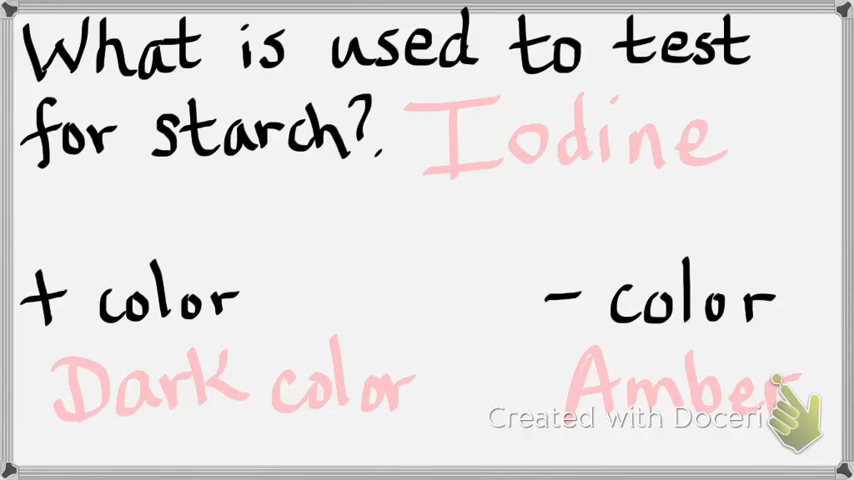 What is used to test
for starch? Iodine
+ color - color
Dark color Amber
Created with Doceri